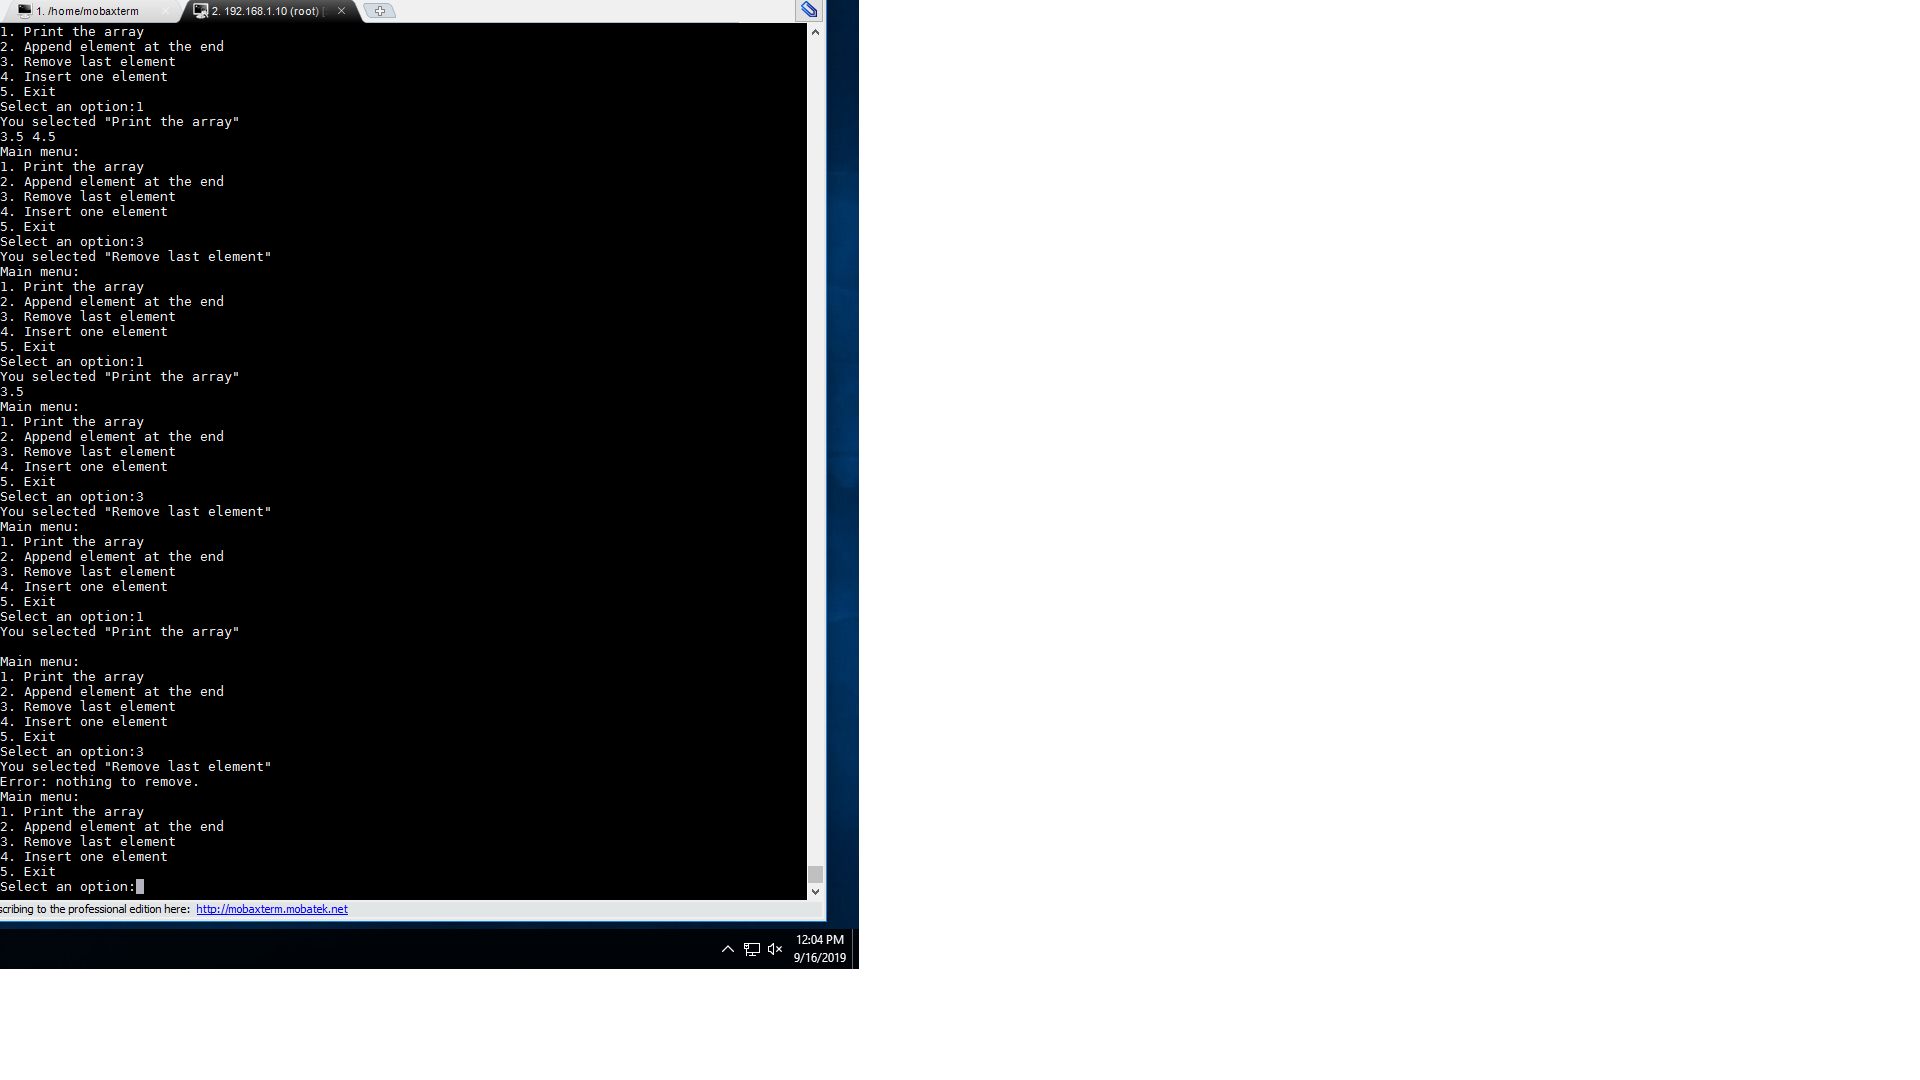 1. /home/mobaxterm
2. 192.168.1.10 (root)
1. Print the array
2. Append element at the end
3. Remove last element
4. Insert one element
5. Exit
Select an option:1
You selected "Print the array"
3.5 4.5
Main menu:
1. Print the array
2. Append element at the end
3. Remove last element
4. Insert one element
5. Exit
Select an option:3
You selected "Remove last element"
Main menu:
1. Print the array
2. Append element at the end
3. Remove last element
4. Insert one element
5. Exit
Select an option:1
You selected "Print the array"
3.5
Main menu:
1. Print the array
2. Append element at the end
3. Remove last element
4. Insert one element
5. Exit
Select an option:3
You selected "Remove last element"
Main menu:
1. Print the array
2. Append element at the end
3. Remove last element
4. Insert one element
5. Exit
Select an option:1
You selected "Print the array"
Main menu:
1. Print the array
2. Append element at the end
3. Remove last element
4. Insert one element
5. Exit
Select an option:3
You selected "Remove last element"
Error: nothing to remove.
Main menu:
1. Print the array
2. Append element at the end
3. Remove last element
4. Insert one element
5. Exit
Select an option:
scribing to the professional edition here: http://mobaxterm.mobatek.net
12:04 PM
9/16/2019